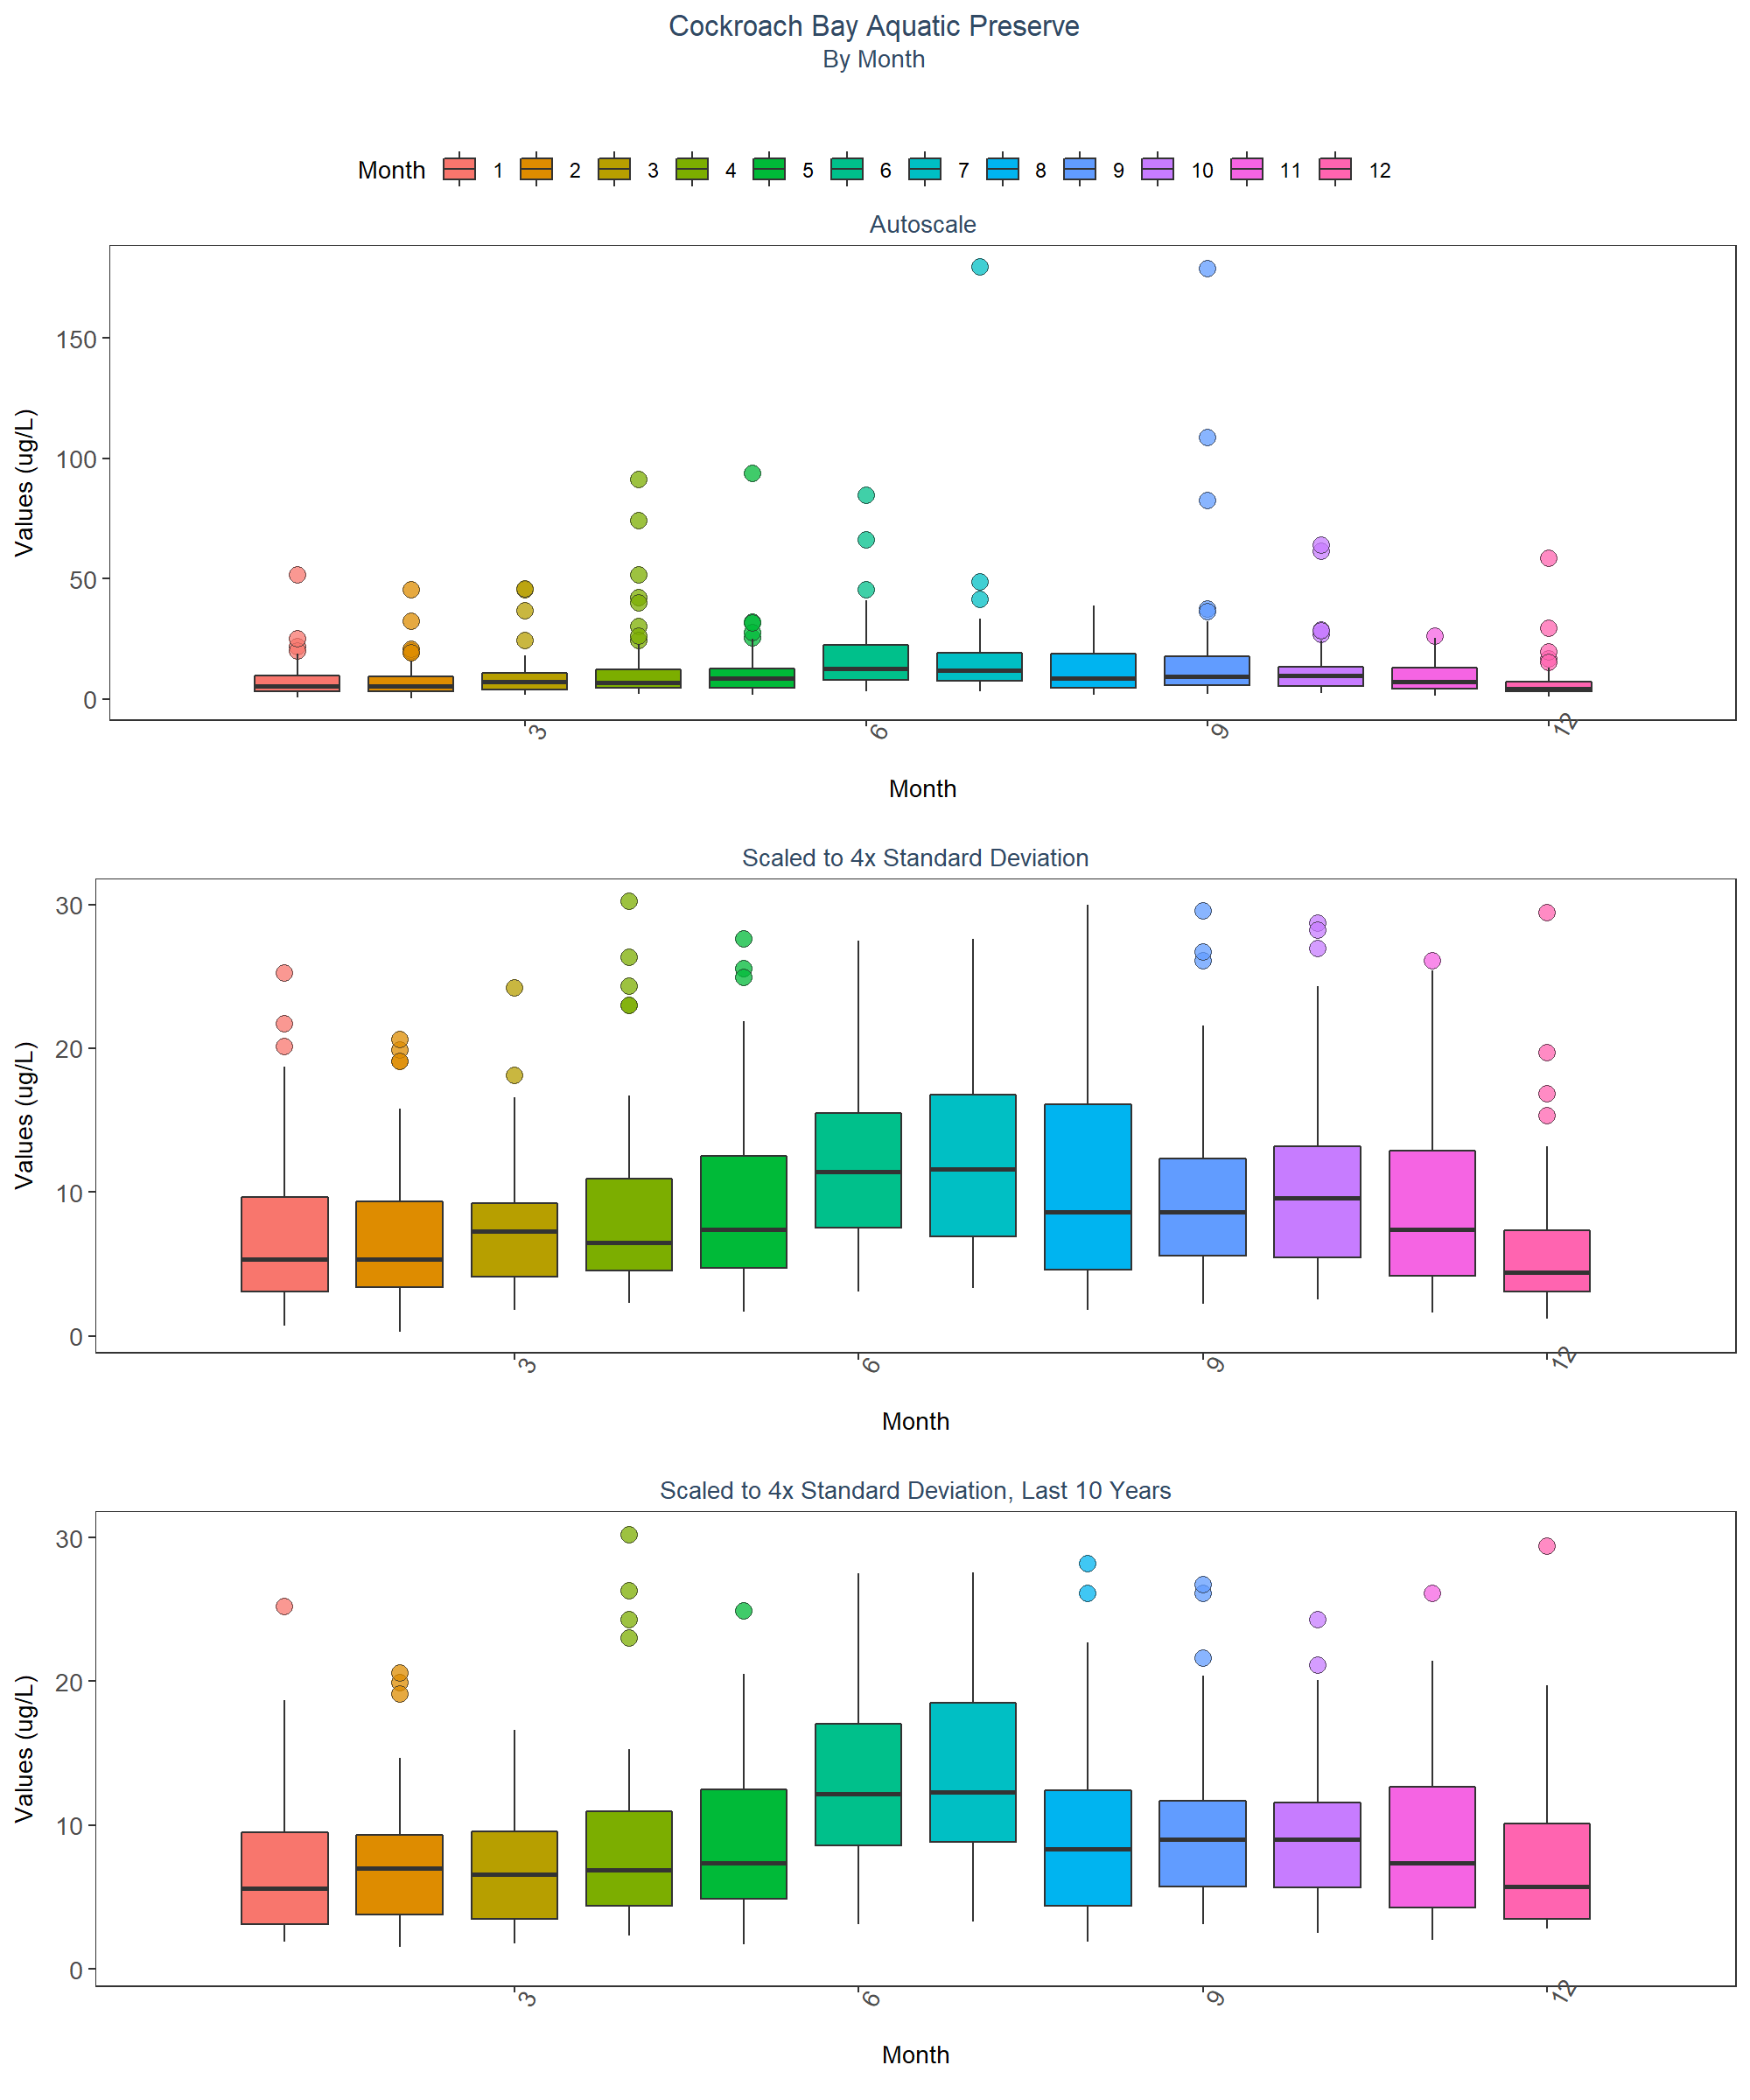 Cockroach Bay Aquatic Preserve
By Month
Month 1 2 3 4 5 6 7 8 9 10 11 12
Autoscale
Values (ug/L)
150
100
50
0
3 6 9 12
Month
Scaled to 4x Standard Deviation
Values (ug/L)
30
20
10
0
3 6 9 12
Month
Scaled to 4x Standard Deviation, Last 10 Years
Values (ug/L)
30
20
10
0
3 6 9 12
Month